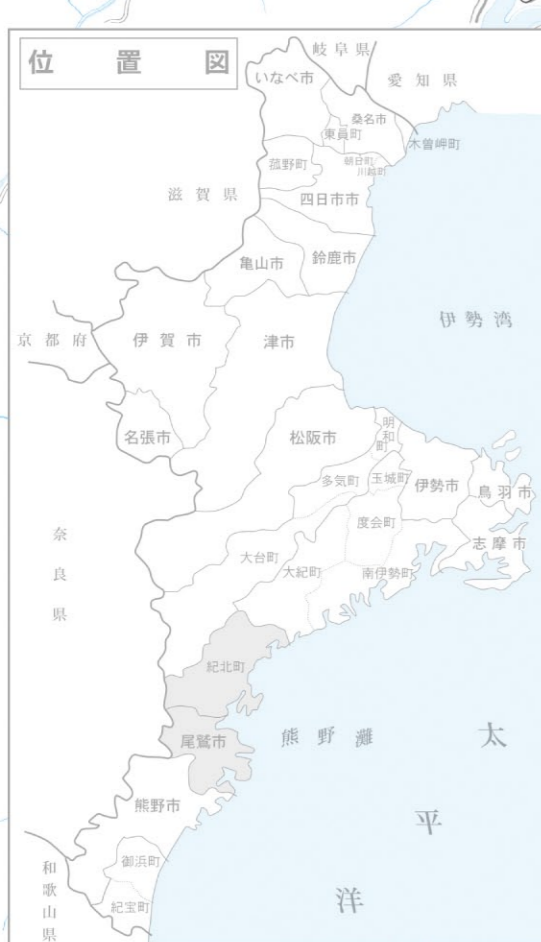 位置図
岐阜県
いなべ市
愛知県
桑名市
東員町
木曽岬町
菰野町
朝日町
川越町
滋賀県
四日市市
亀山市
鈴鹿市
伊勢湾
京都府
伊賀市
津市
名張市
松阪市
明和町
多気町
玉城町
伊勢市
鳥羽市
度会町
志摩市
奈良県
大台町
大紀町
南伊勢町
紀北町
尾鷲市
熊野灘
太平洋
熊野市
御浜町
和歌山県
紀宝町